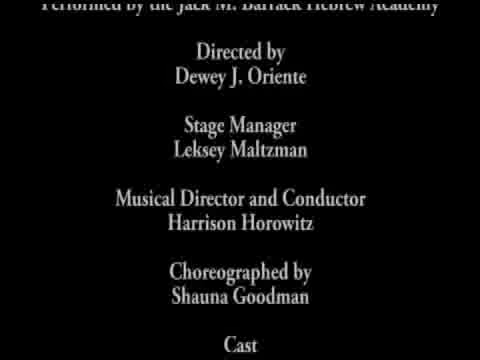 Performed by the Jack M. Barrack Hebrew Academy
Directed by
Dewey J. Oriente
Stage Manager
Leksey Maltzman
Musical Director and Conductor
Harrison Horowitz
Choreographed by
Shauna Goodman
Cast